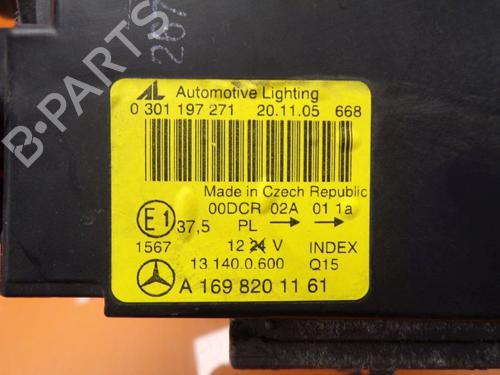 267
AL Automotive Lighting
0 301 197 271 20.11.05 668
Made in Czech Republic
00DCR 02A 01 1a
E1 37,5 PL → →
1567 12 24 V INDEX
13 140.0.600 Q15
A 169 820 11 61